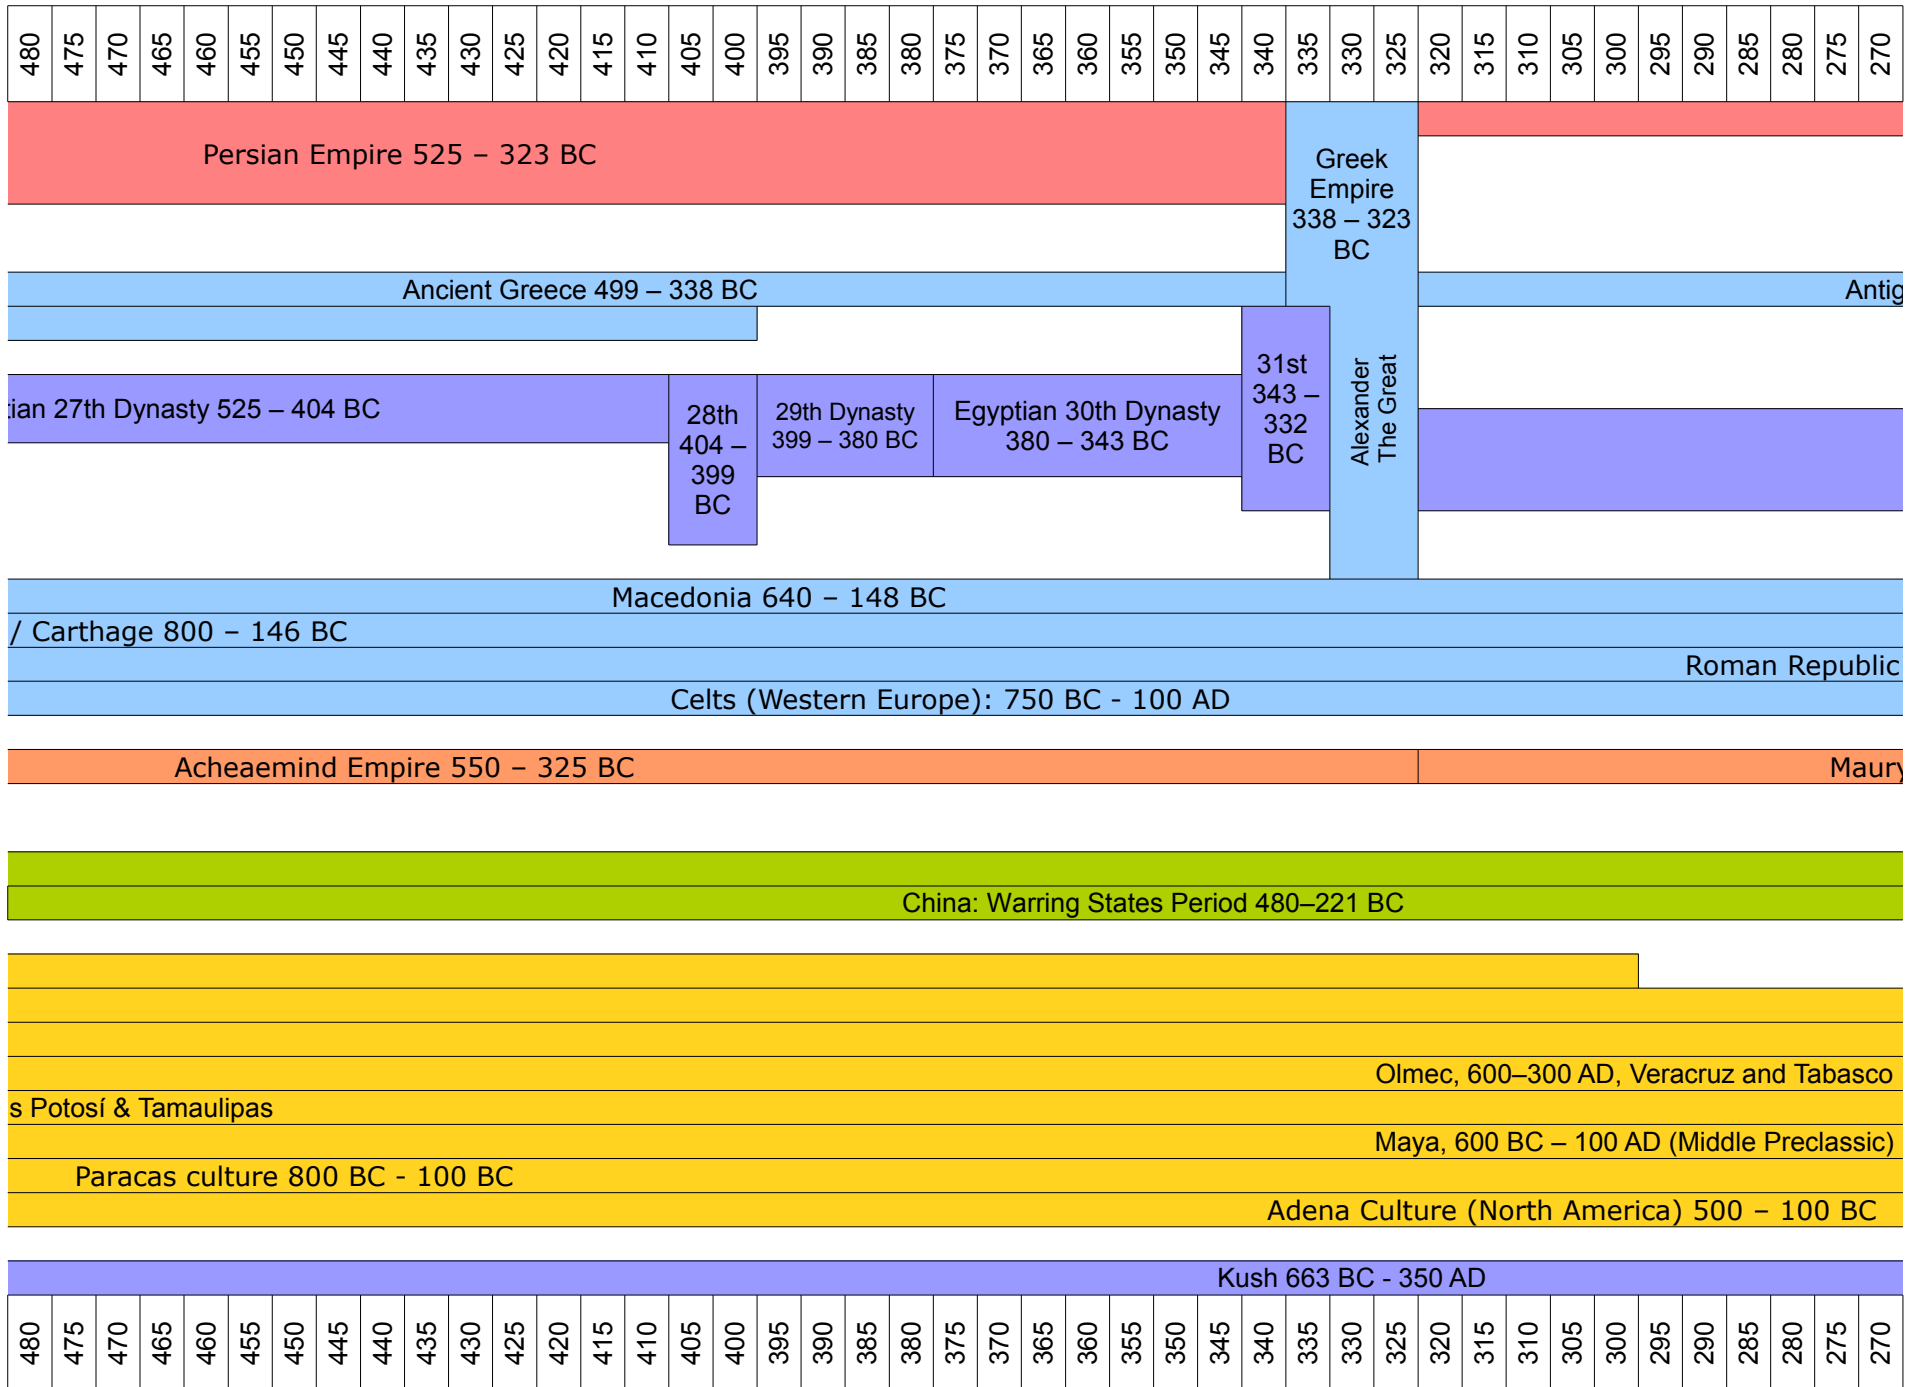 480 475 470 465 460 455 450 445 440 435 430 425 420 415 410 405 400 395 390 385 380 375 370 365 360 355 350 345 340 335 330 325 320 315 310 305 300 295 290 285 280 275 270
Persian Empire 525 – 323 BC
Greek
Empire
338 – 323
BC
Ancient Greece 499 – 338 BC
Antig
tian 27th Dynasty 525 – 404 BC
28th
404 –
399
BC
29th Dynasty
399 – 380 BC
Egyptian 30th Dynasty
380 – 343 BC
31st
343 –
332
BC
Alexander
The Great
Macedonia 640 – 148 BC
/ Carthage 800 – 146 BC
Roman Republic
Celts (Western Europe): 750 BC - 100 AD
Acheaemind Empire 550 – 325 BC
Maury
China: Warring States Period 480–221 BC
Olmec, 600–300 AD, Veracruz and Tabasco
s Potosí & Tamaulipas
Maya, 600 BC – 100 AD (Middle Preclassic)
Paracas culture 800 BC - 100 BC
Adena Culture (North America) 500 – 100 BC
Kush 663 BC - 350 AD
480 475 470 465 460 455 450 445 440 435 430 425 420 415 410 405 400 395 390 385 380 375 370 365 360 355 350 345 340 335 330 325 320 315 310 305 300 295 290 285 280 275 270